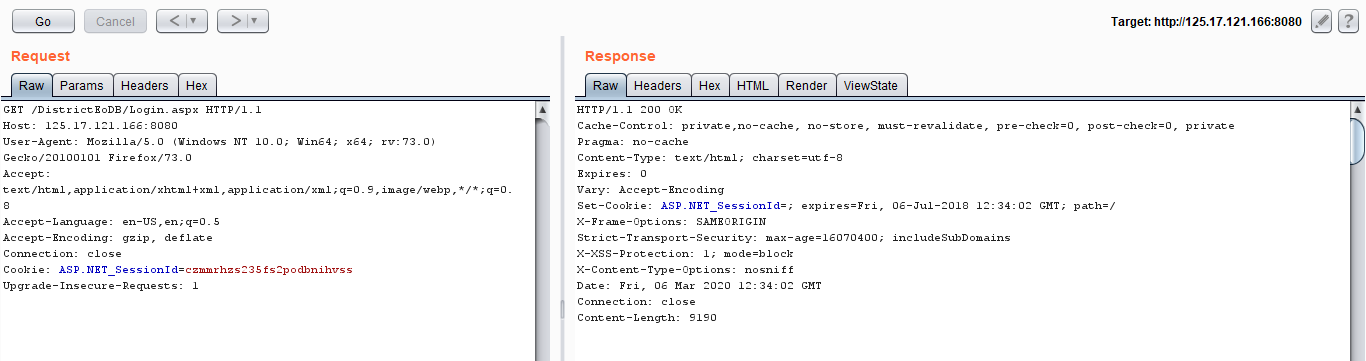 Go Cancel < > Target: http://125.17.121.166:8080 ?
Request
Raw Params Headers Hex
GET /DistrictEoDB/Login.aspx HTTP/1.1
Host: 125.17.121.166:8080
User-Agent: Mozilla/5.0 (Windows NT 10.0; Win64; x64; rv:73.0)
Gecko/20100101 Firefox/73.0
Accept:
text/html,application/xhtml+xml,application/xml;q=0.9,image/webp,*/*;q=0.
8
Accept-Language: en-US,en;q=0.5
Accept-Encoding: gzip, deflate
Connection: close
Cookie: ASP.NET_SessionId=czmmrhzs235fs2podbnihvss
Upgrade-Insecure-Requests: 1
Response
Raw Headers Hex HTML Render ViewState
HTTP/1.1 200 OK
Cache-Control: private,no-cache, no-store, must-revalidate, pre-check=0, post-check=0, private
Pragma: no-cache
Content-Type: text/html; charset=utf-8
Expires: 0
Vary: Accept-Encoding
Set-Cookie: ASP.NET_SessionId=; expires=Fri, 06-Jul-2018 12:34:02 GMT; path=/
X-Frame-Options: SAMEORIGIN
Strict-Transport-Security: max-age=16070400; includeSubDomains
X-XSS-Protection: 1; mode=block
X-Content-Type-Options: nosniff
Date: Fri, 06 Mar 2020 12:34:02 GMT
Connection: close
Content-Length: 9190